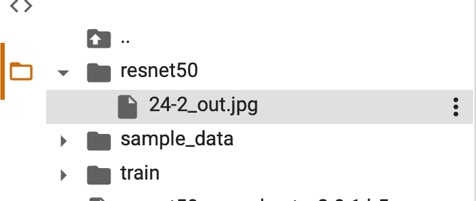 ..
resnet50
24-2_out.jpg
sample_data
train